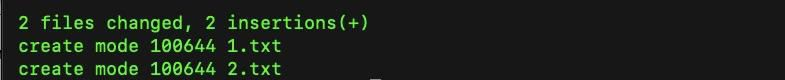 2 files changed, 2 insertions(+)
create mode 100644 1.txt
create mode 100644 2.txt